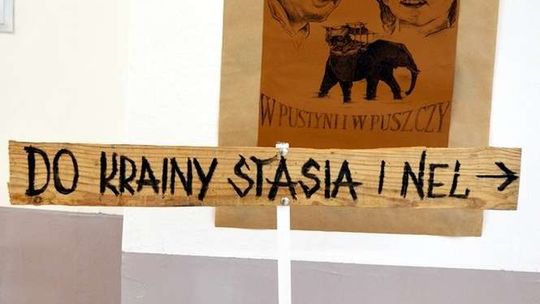 W PUSTYNI I W PUSZCZY
DO KRAINY STASIA I NEL →